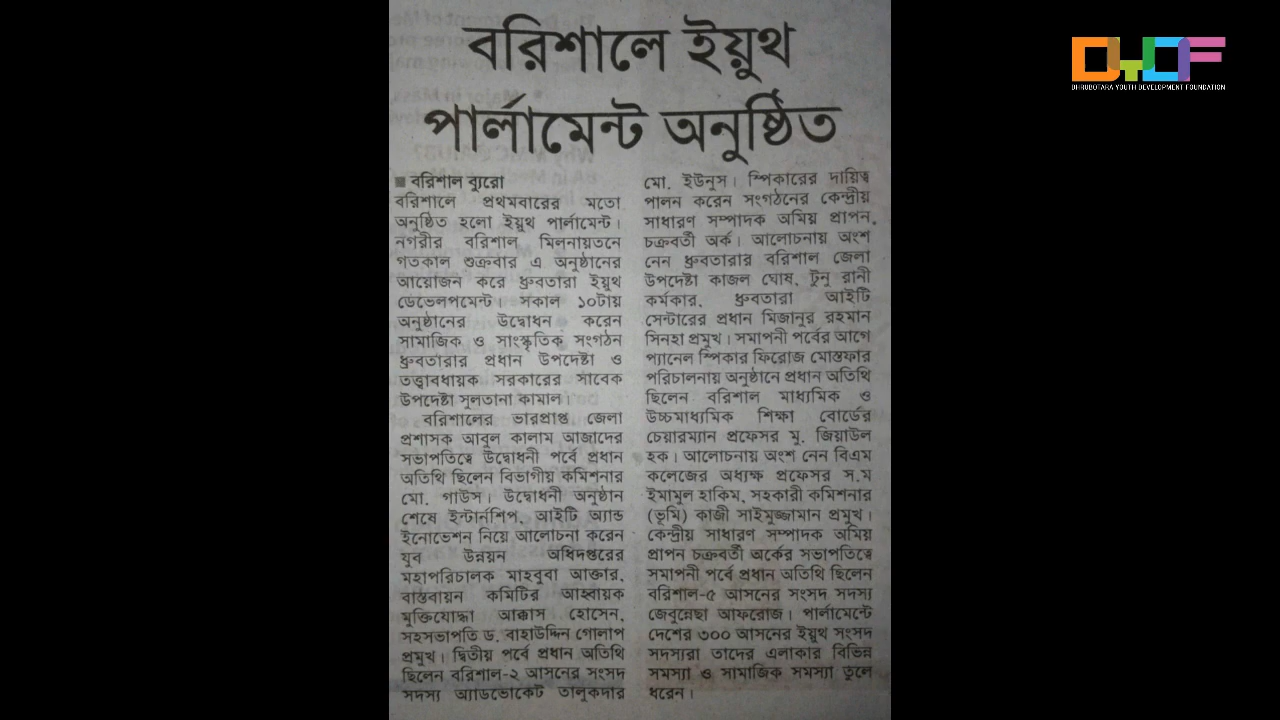 বরিশালে ইয়ুথ
পার্লামেন্ট অনুষ্ঠিত
■ বরিশাল ব্যুরো
বরিশালে প্রথমবারের মতো
অনুষ্ঠিত হলো ইয়ুথ পার্লামেন্ট।
নগরীর বরিশাল মিলনায়তনে
গতকাল শুক্রবার এ অনুষ্ঠানের
আয়োজন করে ধ্রুবতারা ইয়ুথ
ডেভেলপমেন্ট। সকাল ১০টায়
অনুষ্ঠানের উদ্বোধন করেন
সামাজিক ও সাংস্কৃতিক সংগঠন
ধ্রুবতারার প্রধান উপদেষ্টা ও
তত্ত্বাবধায়ক সরকারের সাবেক
উপদেষ্টা সুলতানা কামাল।
বরিশালের ভারপ্রাপ্ত জেলা
প্রশাসক আবুল কালাম আজাদের
সভাপতিত্বে উদ্বোধনী পর্বে প্রধান
অতিথি ছিলেন বিভাগীয় কমিশনার
মো. গাউস। উদ্বোধনী অনুষ্ঠান
শেষে ইন্টার্নশিপ, আইটি অ্যান্ড
ইনোভেশন নিয়ে আলোচনা করেন
যুব উন্নয়ন অধিদপ্তরের
মহাপরিচালক মাহবুবা আক্তার,
বাস্তবায়ন কমিটির আহ্বায়ক
মুক্তিযোদ্ধা আক্কাস হোসেন,
সহসভাপতি ড. বাহাউদ্দিন গোলাপ
প্রমুখ। দ্বিতীয় পর্বে প্রধান অতিথি
ছিলেন বরিশাল-২ আসনের সংসদ
সদস্য অ্যাডভোকেট তালুকদার
মো. ইউনুস। স্পিকারের দায়িত্ব
পালন করেন সংগঠনের কেন্দ্রীয়
সাধারণ সম্পাদক অমিয় প্রাপন
চক্রবর্তী অর্ক। আলোচনায় অংশ
নেন ধ্রুবতারার বরিশাল জেলা
উপদেষ্টা কাজল ঘোষ, টুনু রানী
কর্মকার, ধ্রুবতারা আইটি
সেন্টারের প্রধান মিজানুর রহমান
সিনহা প্রমুখ। সমাপনী পর্বের আগে
প্যানেল স্পিকার ফিরোজ মোস্তফার
পরিচালনায় অনুষ্ঠানে প্রধান অতিথি
ছিলেন বরিশাল মাধ্যমিক ও
উচ্চমাধ্যমিক শিক্ষা বোর্ডের
চেয়ারম্যান প্রফেসর মু. জিয়াউল
হক। আলোচনায় অংশ নেন বিএম
কলেজের অধ্যক্ষ প্রফেসর স.ম
ইমামুল হাকিম, সহকারী কমিশনার
(ভূমি) কাজী সাইমুজ্জামান প্রমুখ।
কেন্দ্রীয় সাধারণ সম্পাদক অমিয়
প্রাপন চক্রবর্তী অর্কের সভাপতিত্বে
সমাপনী পর্বে প্রধান অতিথি ছিলেন
বরিশাল-৫ আসনের সংসদ সদস্য
জেবুন্নেছা আফরোজ। পার্লামেন্টে
দেশের ৩০০ আসনের ইয়ুথ সংসদ
সদস্যরা তাদের এলাকার বিভিন্ন
সমস্যা ও সামাজিক সমস্যা তুলে
ধরেন।
DYDF
DHRUBOTARA YOUTH DEVELOPMENT FOUNDATION